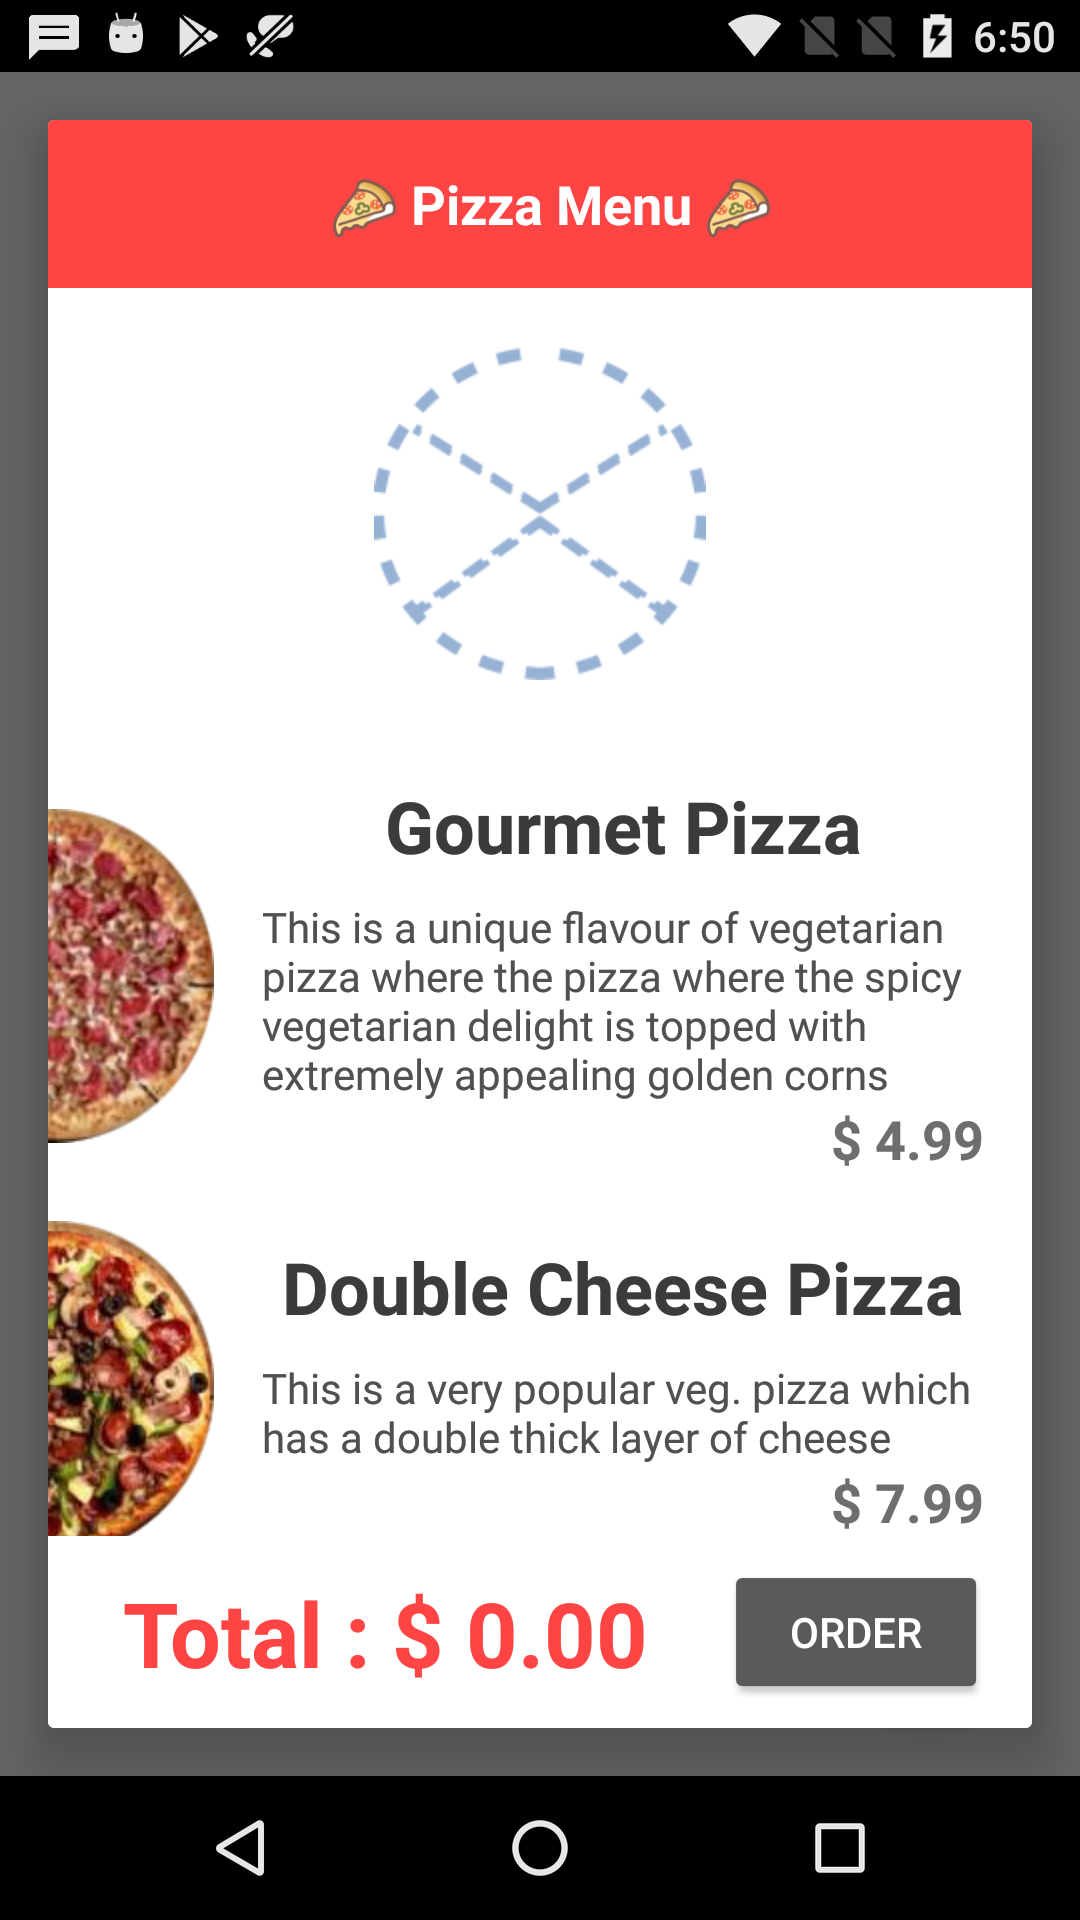 6:50
🍕 Pizza Menu 🍕
Gourmet Pizza
This is a unique flavour of vegetarian
pizza where the pizza where the spicy
vegetarian delight is topped with
extremely appealing golden corns
$ 4.99
Double Cheese Pizza
This is a very popular veg. pizza which
has a double thick layer of cheese
$ 7.99
Total : $ 0.00
ORDER